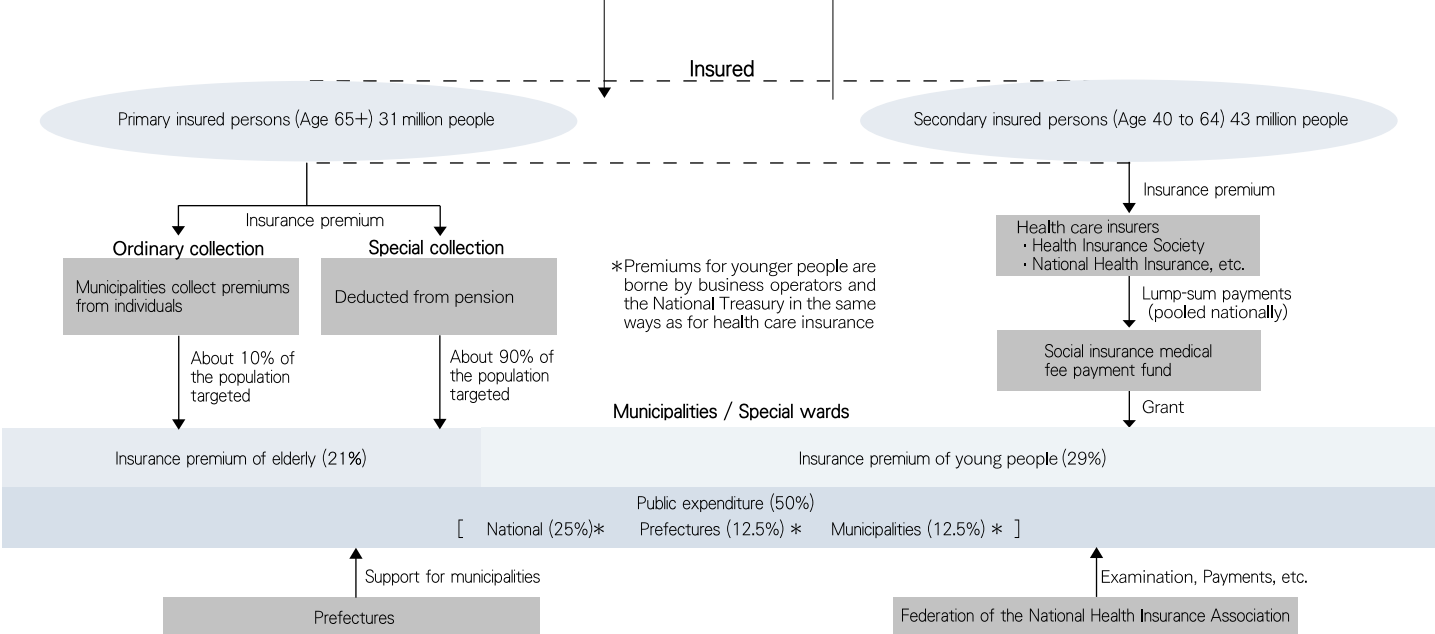 Insured
Primary insured persons (Age 65+) 31 million people
Secondary insured persons (Age 40 to 64) 43 million people
Insurance premium
Ordinary collection
Special collection
Municipalities collect premiums
from individuals
Deducted from pension
About 10% of
the population
targeted
About 90% of
the population
targeted
*Premiums for younger people are
borne by business operators and
the National Treasury in the same
ways as for health care insurance
Insurance premium
Health care insurers
・Health Insurance Society
・National Health Insurance, etc.
Lump-sum payments
(pooled nationally)
Social insurance medical
fee payment fund
Grant
Municipalities / Special wards
Insurance premium of elderly (21%)
Insurance premium of young people (29%)
Public expenditure (50%)
[ National (25%)* Prefectures (12.5%) * Municipalities (12.5%) * ]
Support for municipalities
Prefectures
Examination, Payments, etc.
Federation of the National Health Insurance Association